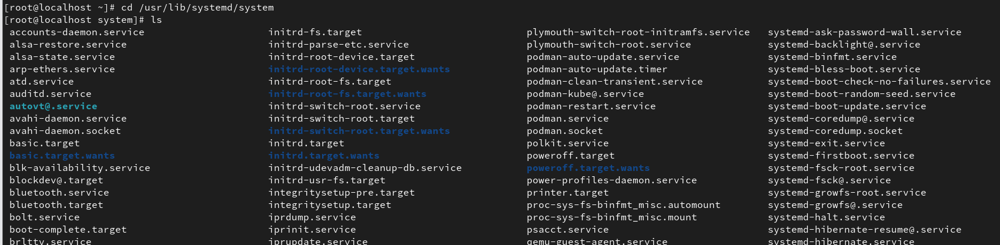 [root@localhost ~]# cd /usr/lib/systemd/system
[root@localhost system]# ls
accounts-daemon.service initrd-fs.target plymouth-switch-root-initramfs.service systemd-ask-password-wall.service
alsa-restore.service initrd-parse-etc.service plymouth-switch-root.service systemd-backlight@.service
alsa-state.service initrd-root-device.target podman-auto-update.service systemd-binfmt.service
arp-ethers.service initrd-root-device.target.wants podman-auto-update.timer systemd-bless-boot.service
atd.service initrd-root-fs.target podman-clean-transient.service systemd-boot-check-no-failures.service
auditd.service initrd-root-fs.target.wants podman-kube@.service systemd-boot-random-seed.service
autovt@.service initrd-switch-root.service podman-restart.service systemd-boot-update.service
avahi-daemon.service initrd-switch-root.target podman.service systemd-coredump@.service
avahi-daemon.socket initrd-switch-root.target.wants podman.socket systemd-coredump.socket
basic.target initrd.target polkit.service systemd-exit.service
basic.target.wants initrd.target.wants poweroff.target systemd-firstboot.service
blk-availability.service initrd-udevadm-cleanup-db.service poweroff.target.wants systemd-fsck-root.service
blockdev@.target initrd-usr-fs.target power-profiles-daemon.service systemd-fsck@.service
bluetooth.service integritysetup-pre.target printer.target systemd-growfs-root.service
bluetooth.target integritysetup.target proc-sys-fs-binfmt_misc.automount systemd-growfs@.service
bolt.service iprdump.service proc-sys-fs-binfmt_misc.mount systemd-halt.service
boot-complete.target iprinit.service psacct.service systemd-hibernate-resume@.service
brltty.service iprupdate.service qemu-guest-agent.service systemd-hibernate.service